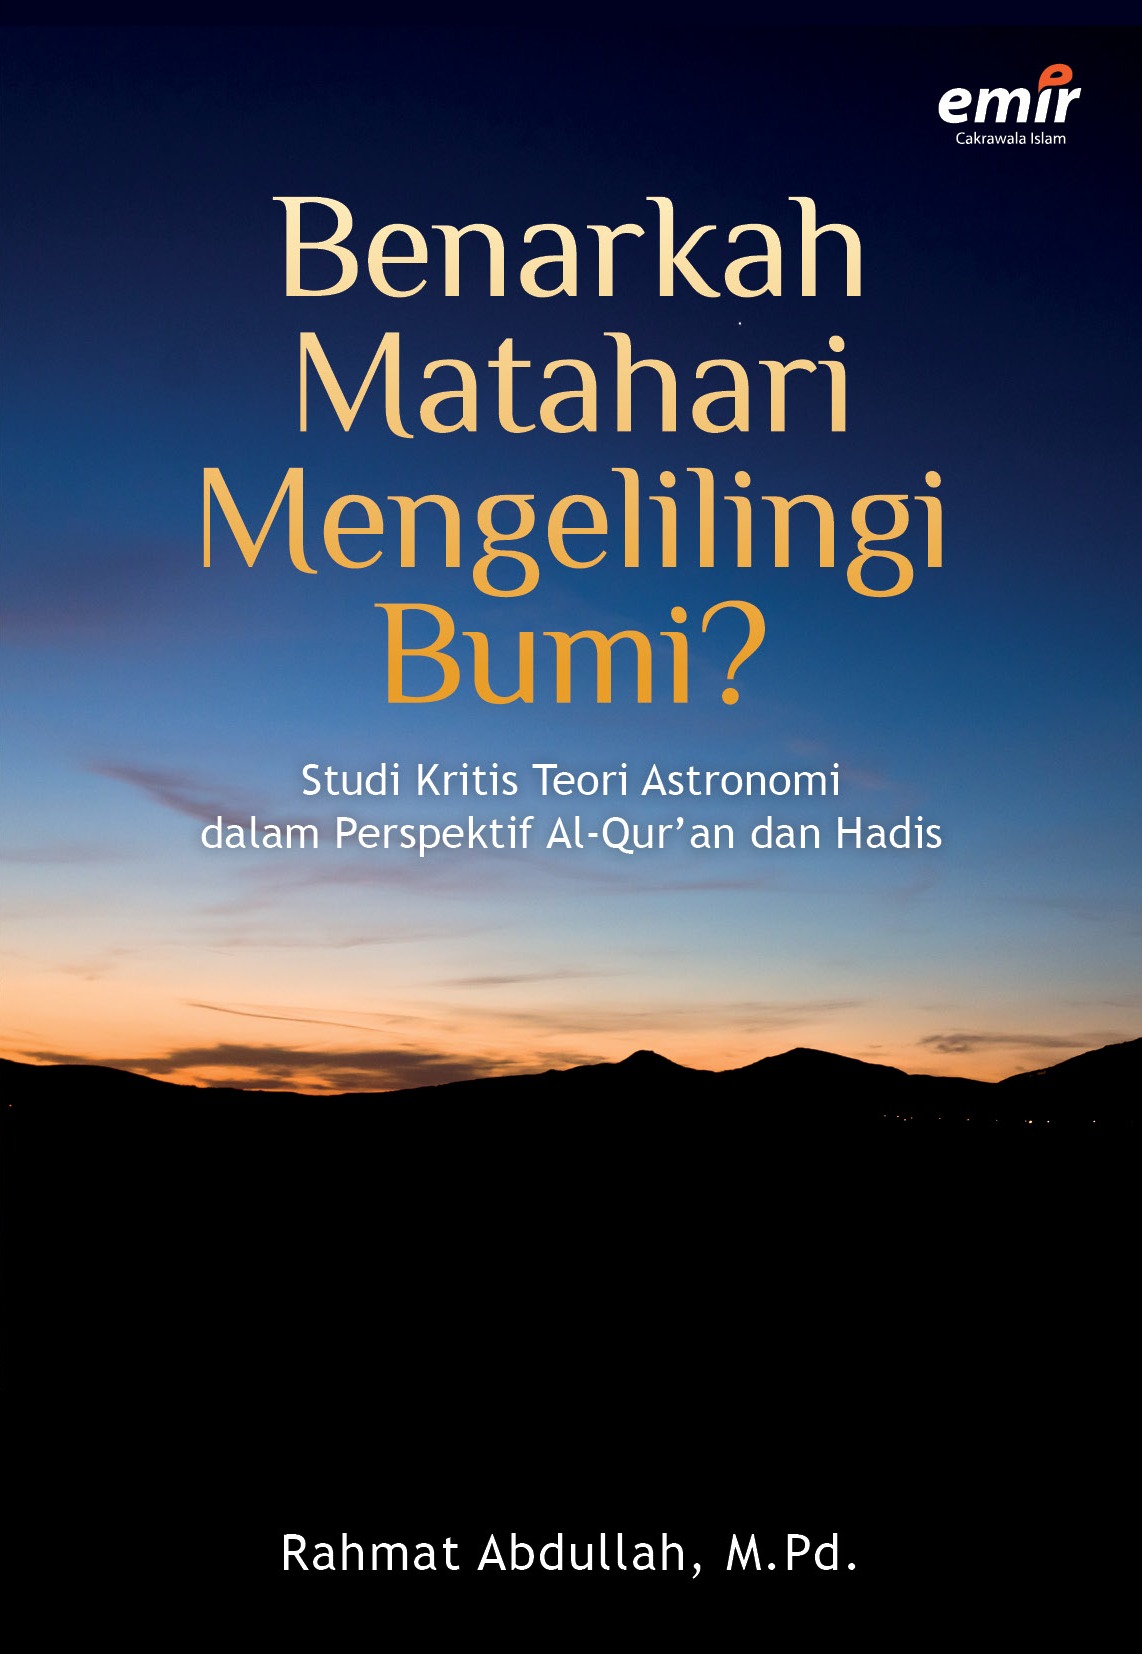 emir
Cakrawala Islam
Benarkah
Matahari
Mengelilingi
Bumi?
Studi Kritis Teori Astronomi
dalam Perspektif Al-Qur’an dan Hadis
Rahmat Abdullah, M.Pd.